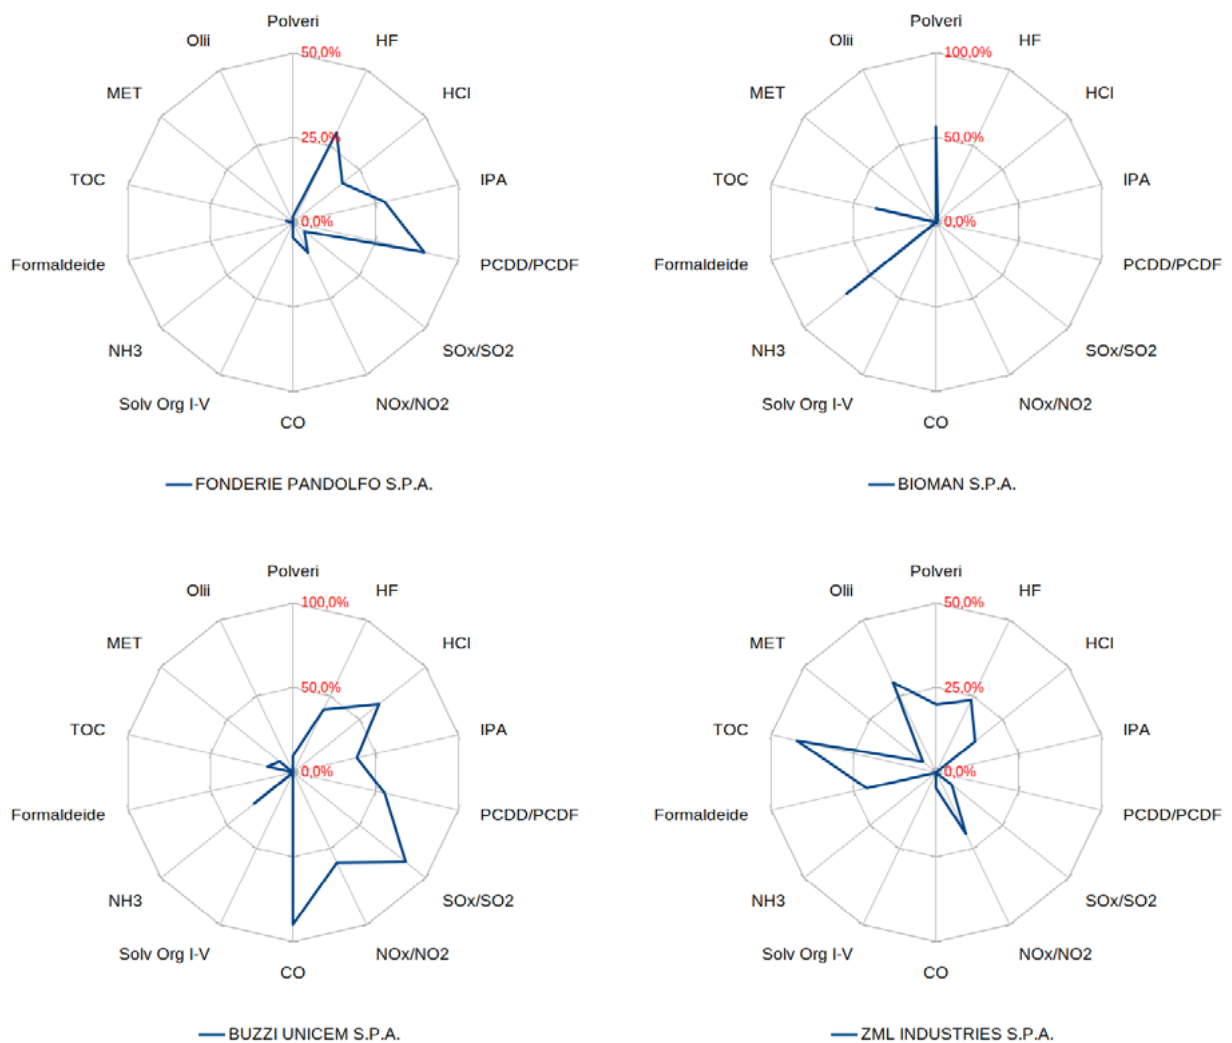 Polveri
HF
HCl
IPA
PCDD/PCDF
SOx/SO2
NOx/NO2
CO
Solv Org I-V
NH3
Formaldeide
TOC
MET
Olii
50,0%
25,0%
0,0%
FONDERIE PANDOLFO S.P.A.
Polveri
HF
HCl
IPA
PCDD/PCDF
SOx/SO2
NOx/NO2
CO
Solv Org I-V
NH3
Formaldeide
TOC
MET
Olii
100,0%
50,0%
0,0%
BIOMAN S.P.A.
Polveri
HF
HCl
IPA
PCDD/PCDF
SOx/SO2
NOx/NO2
CO
Solv Org I-V
NH3
Formaldeide
TOC
MET
Olii
100,0%
50,0%
0,0%
BUZZI UNICEM S.P.A.
Polveri
HF
HCl
IPA
PCDD/PCDF
SOx/SO2
NOx/NO2
CO
Solv Org I-V
NH3
Formaldeide
TOC
MET
Olii
50,0%
25,0%
0,0%
ZML INDUSTRIES S.P.A.